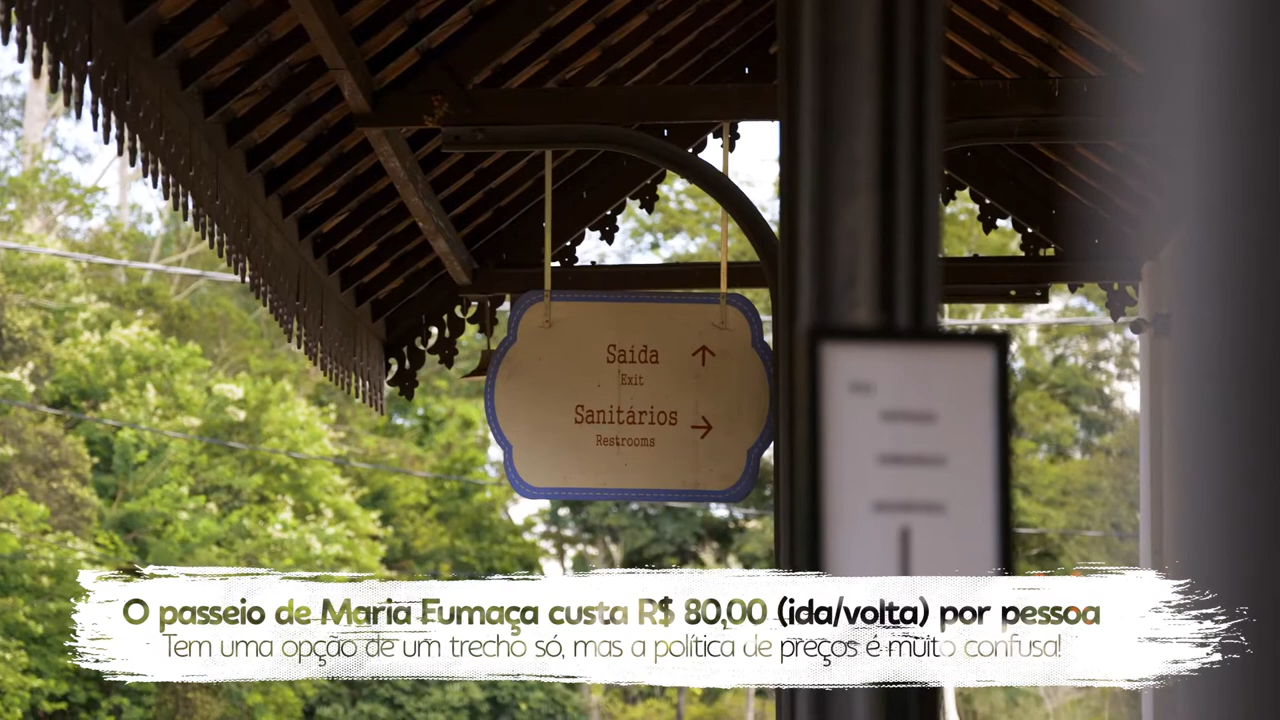 Saída
Exit
Sanitários
Restrooms
O passeio de Maria Fumaça custa R$ 80,00 (ida/volta) por pessoa
Tem uma opção de um trecho só, mas a política de preços é muito confusa!